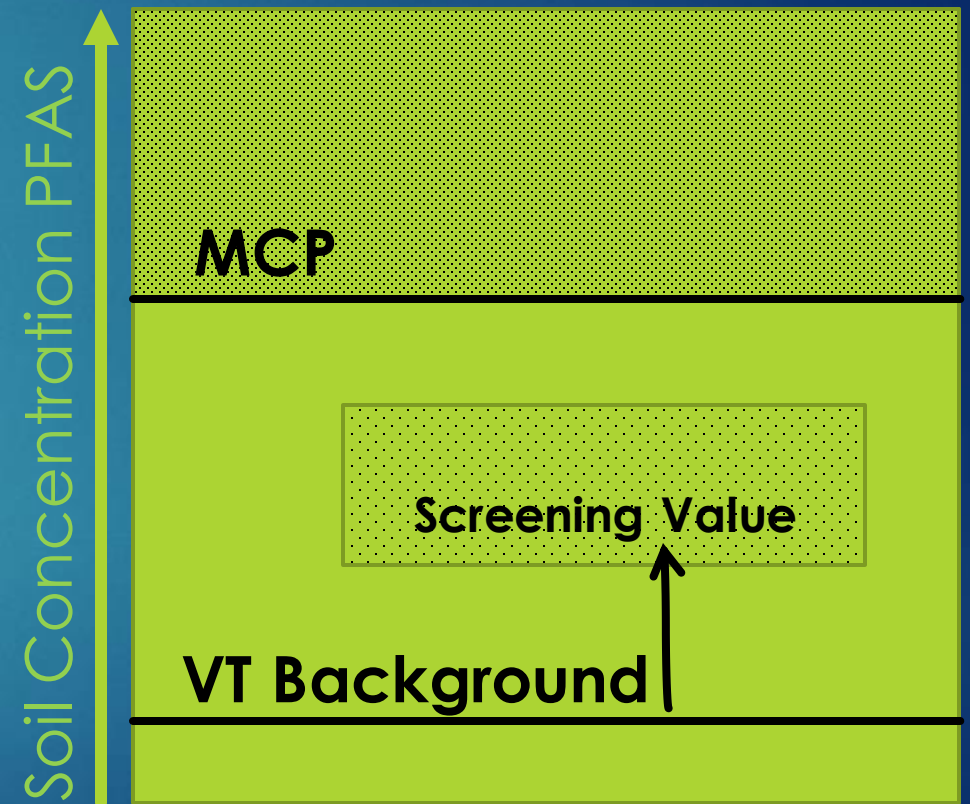 Soil Concentration PFAS
MCP
Screening Value
VT Background